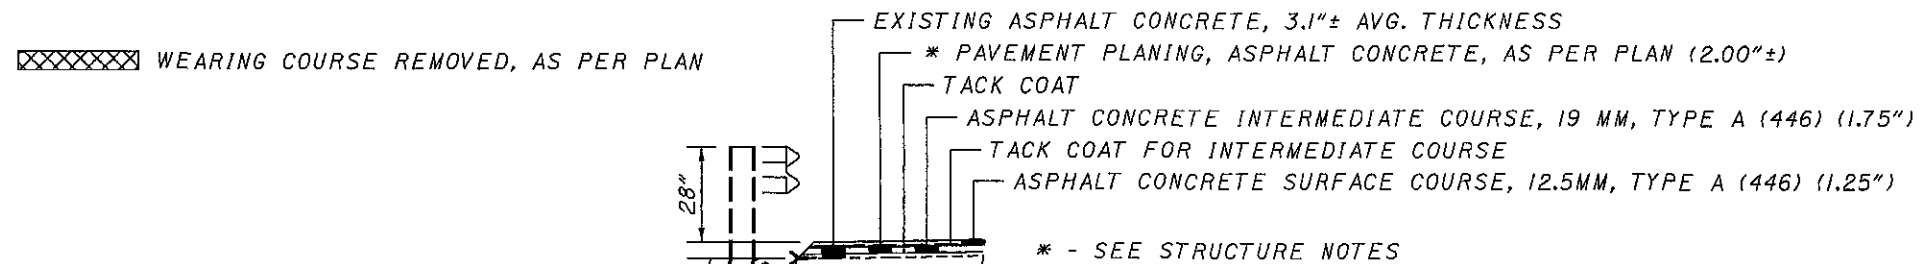 EXISTING ASPHALT CONCRETE, 3.1"± AVG. THICKNESS
WEARING COURSE REMOVED, AS PER PLAN
* PAVEMENT PLANING, ASPHALT CONCRETE, AS PER PLAN (2.00"±)
TACK COAT
ASPHALT CONCRETE INTERMEDIATE COURSE, 19 MM, TYPE A (446) (1.75")
TACK COAT FOR INTERMEDIATE COURSE
ASPHALT CONCRETE SURFACE COURSE, 12.5MM, TYPE A (446) (1.25")
28"
* - SEE STRUCTURE NOTES